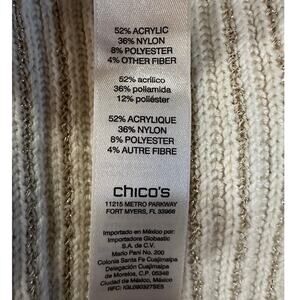 52% ACRYLIC
36% NYLON
8% POLYESTER
4% OTHER FIBER
52% acrílico
36% poliamida
12% poliéster
52% ACRYLIQUE
36% NYLON
8% POLYESTER
4% AUTRE FIBRE
chico's
11215 METRO PARKWAY
FORT MYERS, FL 33966
Importado en México por:
Importadora Globastic
S.A. de C.V.
Mario Pani No. 200
Colonia Santa Fe Cuajimalpa
Delegación Cuajimalpa
de Morelos, C.P. 05348
Ciudad de México, México
RFC: IGL090327SE5